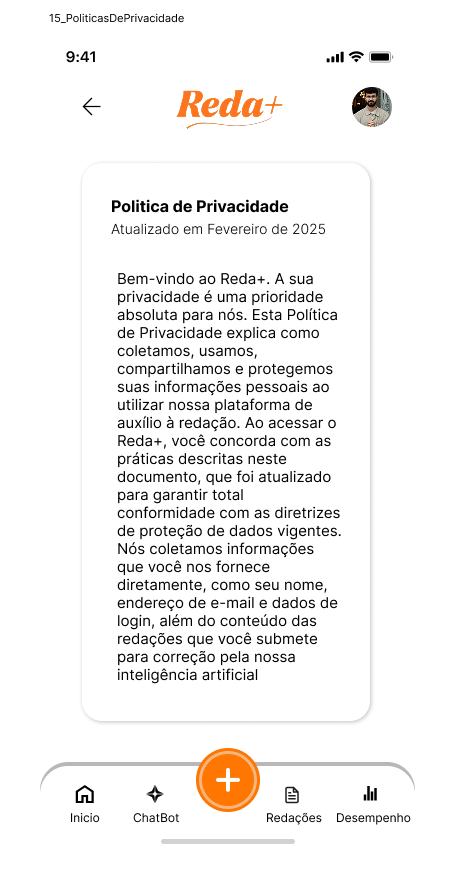 15_PoliticasDePrivacidade
9:41
Reda+
Politica de Privacidade
Atualizado em Fevereiro de 2025
Bem-vindo ao Reda+. A sua
privacidade é uma prioridade
absoluta para nós. Esta Política
de Privacidade explica como
coletamos, usamos,
compartilhamos e protegemos
suas informações pessoais ao
utilizar nossa plataforma de
auxílio à redação. Ao acessar o
Reda+, você concorda com as
práticas descritas neste
documento, que foi atualizado
para garantir total
conformidade com as diretrizes
de proteção de dados vigentes.
Nós coletamos informações
que você nos fornece
diretamente, como seu nome,
endereço de e-mail e dados de
login, além do conteúdo das
redações que você submete
para correção pela nossa
inteligência artificial
Inicio ChatBot Redações Desempenho